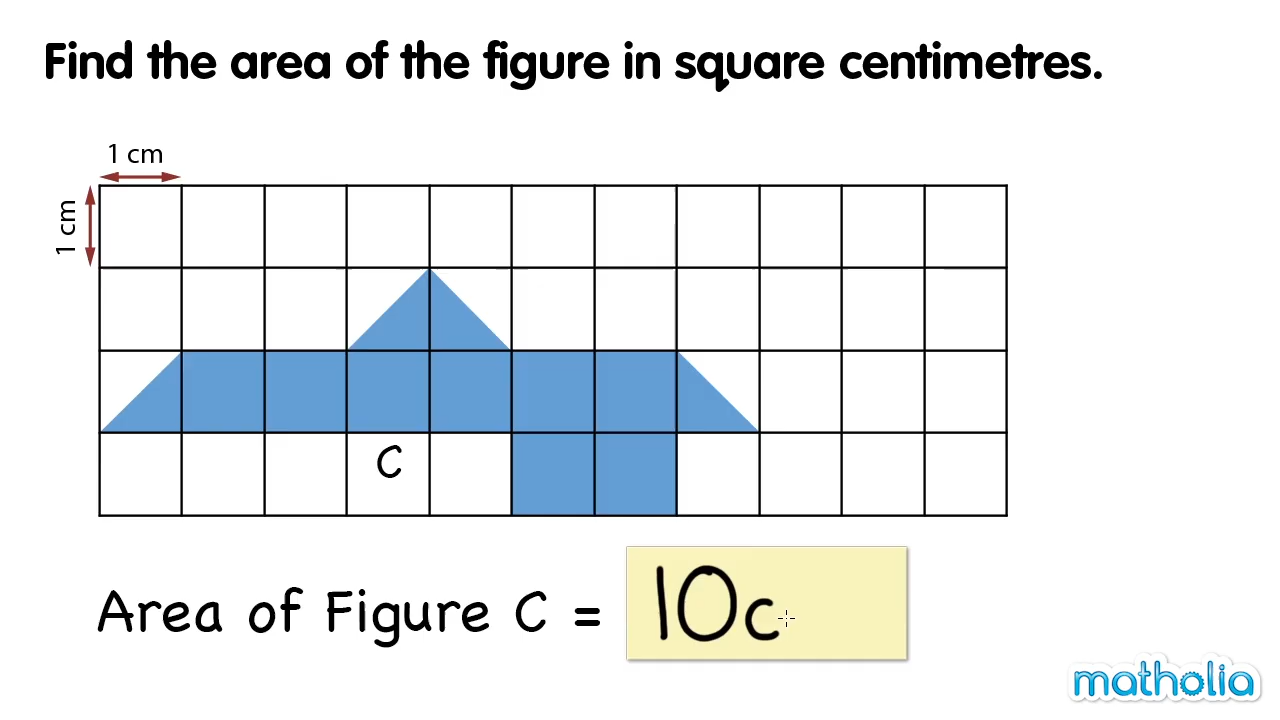 Find the area of the figure in square centimetres.
1 cm
1 cm
C
Area of Figure C = 10c
matholia